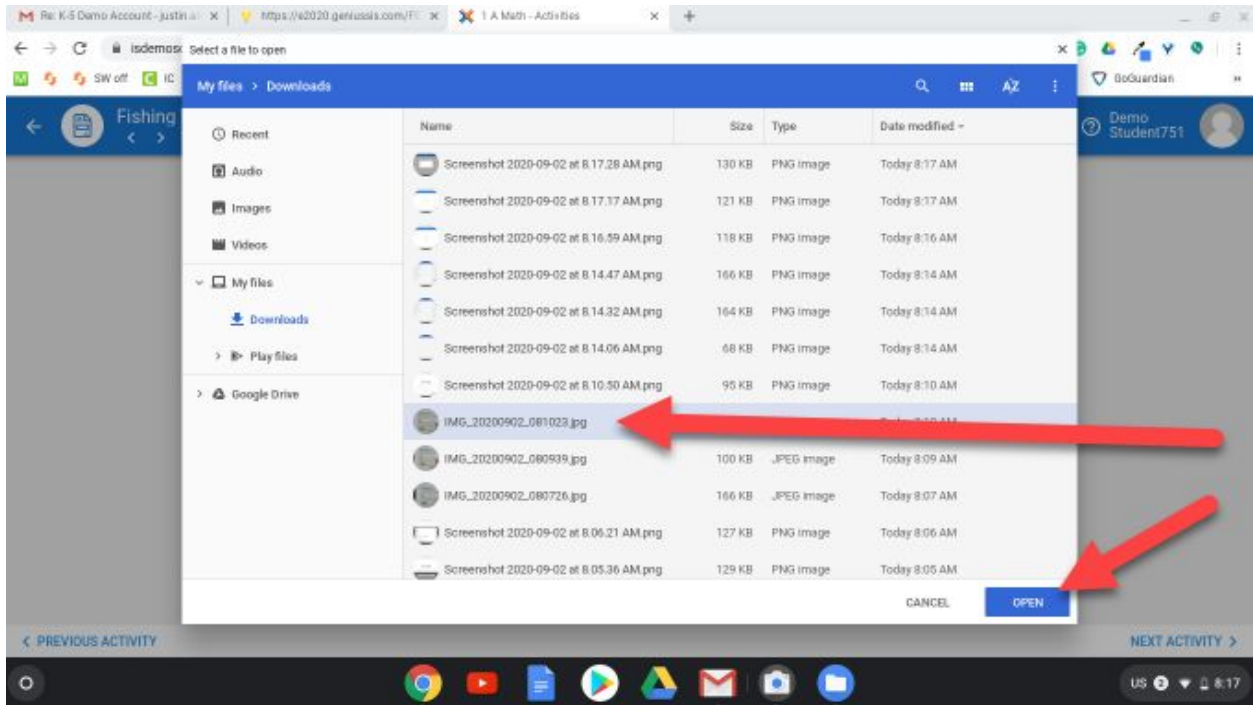 Re: K-5 Demo Account - justin.a
https://e2020.geniussis.com/FE
1 A Math - Activities
isdemoso
Select a file to open
SW off
IC
GoGuardian
My files > Downloads
Fishing
Demo
Student751
Recent
Audio
Images
Videos
My files
Downloads
Play files
Google Drive
Name Size Type Date modified
Screenshot 2020-09-02 at 8.17.28 AM.png 130 KB PNG image Today 8:17 AM
Screenshot 2020-09-02 at 8.17.17 AM.png 121 KB PNG image Today 8:17 AM
Screenshot 2020-09-02 at 8.16.59 AM.png 118 KB PNG image Today 8:16 AM
Screenshot 2020-09-02 at 8.14.47 AM.png 166 KB PNG image Today 8:14 AM
Screenshot 2020-09-02 at 8.14.32 AM.png 164 KB PNG image Today 8:14 AM
Screenshot 2020-09-02 at 8.14.06 AM.png 68 KB PNG image Today 8:14 AM
Screenshot 2020-09-02 at 8.10.50 AM.png 95 KB PNG image Today 8:10 AM
IMG_20200902_081023.jpg
IMG_20200902_080939.jpg 100 KB JPEG image Today 8:09 AM
IMG_20200902_080726.jpg 166 KB JPEG image Today 8:07 AM
Screenshot 2020-09-02 at 8.06.21 AM.png 127 KB PNG image Today 8:06 AM
Screenshot 2020-09-02 at 8.05.36 AM.png 129 KB PNG image Today 8:05 AM
CANCEL OPEN
< PREVIOUS ACTIVITY NEXT ACTIVITY >
US 2 8:17